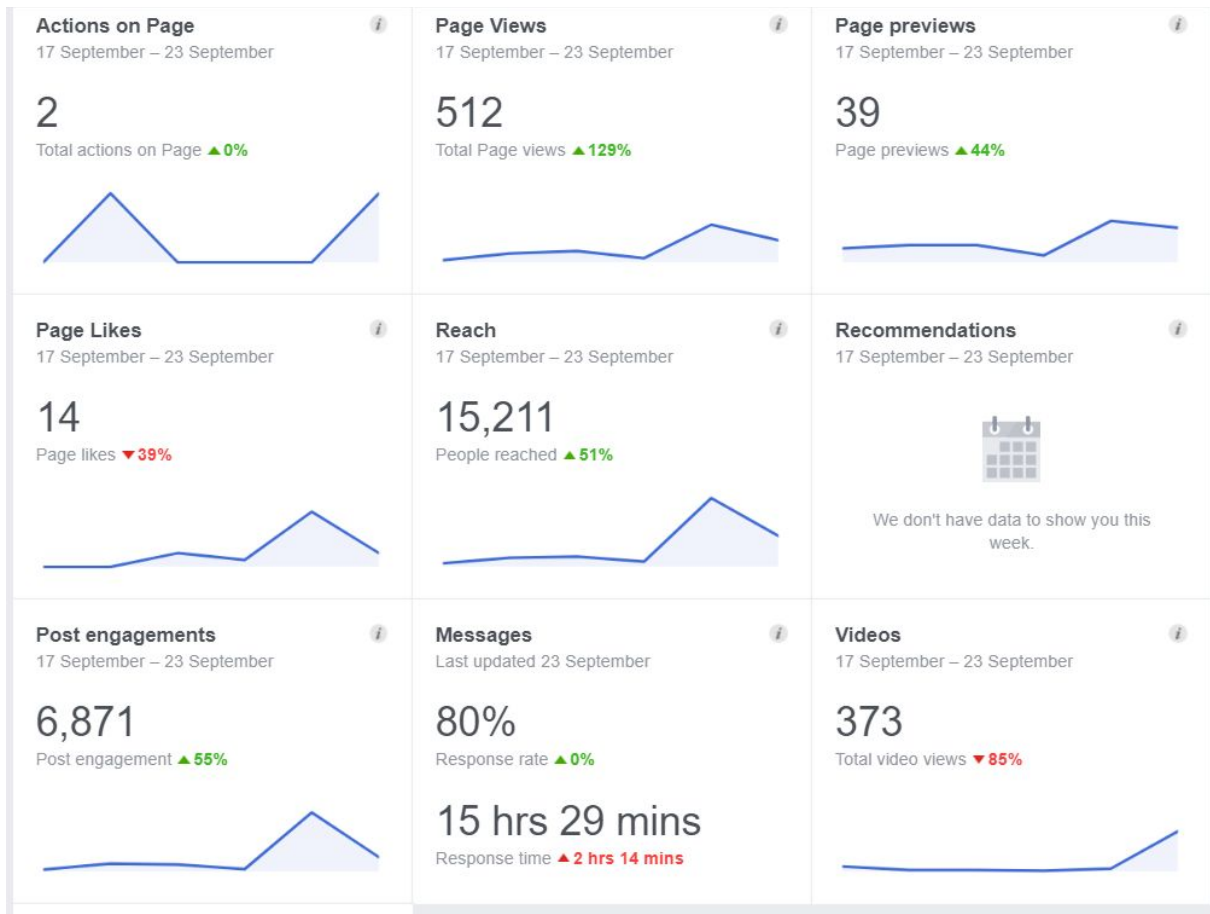 Actions on Page
17 September – 23 September
2
Total actions on Page ▲0%
Page Views
17 September – 23 September
512
Total Page views ▲129%
Page previews
17 September – 23 September
39
Page previews ▲44%
Page Likes
17 September – 23 September
14
Page likes ▼39%
Reach
17 September – 23 September
15,211
People reached ▲51%
Recommendations
17 September – 23 September
We don't have data to show you this
week.
Post engagements
17 September – 23 September
6,871
Post engagement ▲55%
Messages
Last updated 23 September
80%
Response rate ▲0%
15 hrs 29 mins
Response time ▲2 hrs 14 mins
Videos
17 September – 23 September
373
Total video views ▼85%